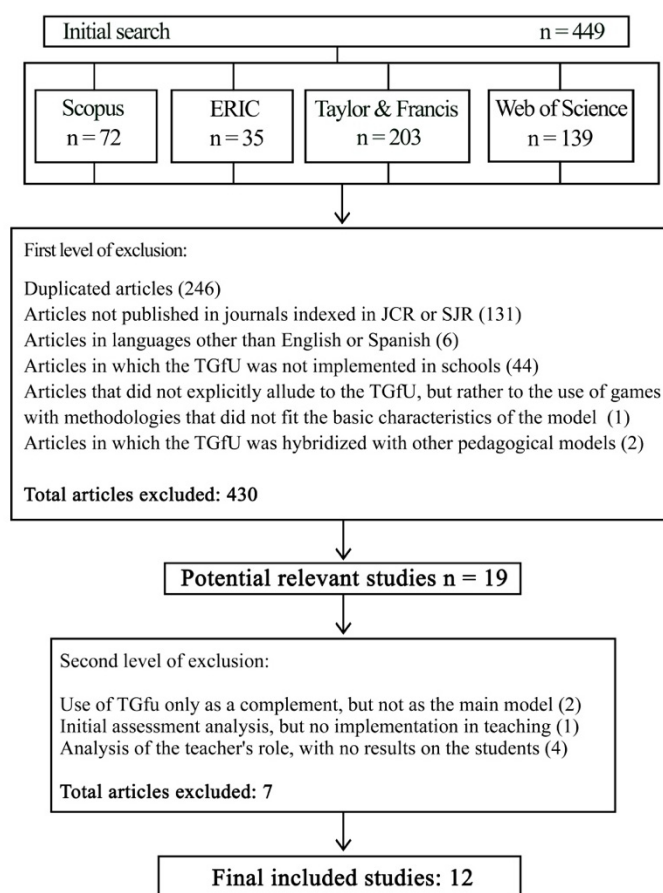 Initial search n = 449
Scopus
n = 72
ERIC
n = 35
Taylor & Francis
n = 203
Web of Science
n = 139
First level of exclusion:
Duplicated articles (246)
Articles not published in journals indexed in JCR or SJR (131)
Articles in languages other than English or Spanish (6)
Articles in which the TGfU was not implemented in schools (44)
Articles that did not explicitly allude to the TGfU, but rather to the use of games
with methodologies that did not fit the basic characteristics of the model (1)
Articles in which the TGfU was hybridized with other pedagogical models (2)
Total articles excluded: 430
Potential relevant studies n = 19
Second level of exclusion:
Use of TGfu only as a complement, but not as the main model (2)
Initial assessment analysis, but no implementation in teaching (1)
Analysis of the teacher's role, with no results on the students (4)
Total articles excluded: 7
Final included studies: 12